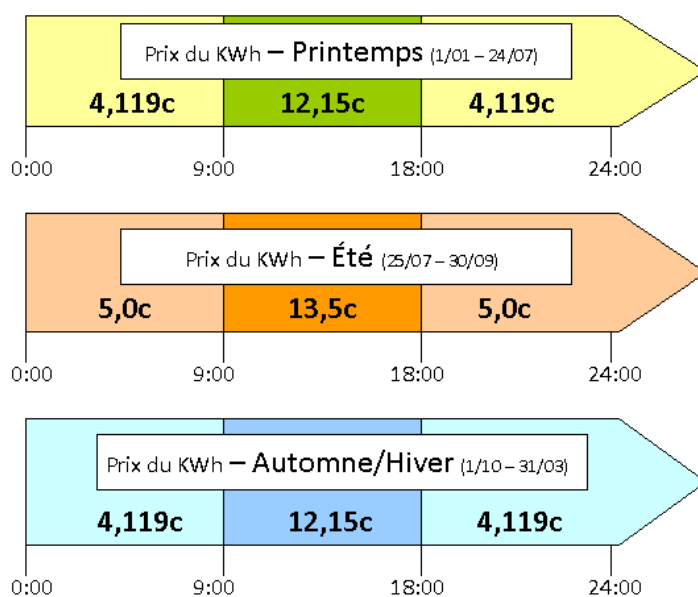 Prix du KWh – Printemps (1/01 – 24/07)
4,119c 12,15c 4,119c
0:00 9:00 18:00 24:00
Prix du KWh – Été (25/07 – 30/09)
5,0c 13,5c 5,0c
0:00 9:00 18:00 24:00
Prix du KWh – Automne/Hiver (1/10 – 31/03)
4,119c 12,15c 4,119c
0:00 9:00 18:00 24:00